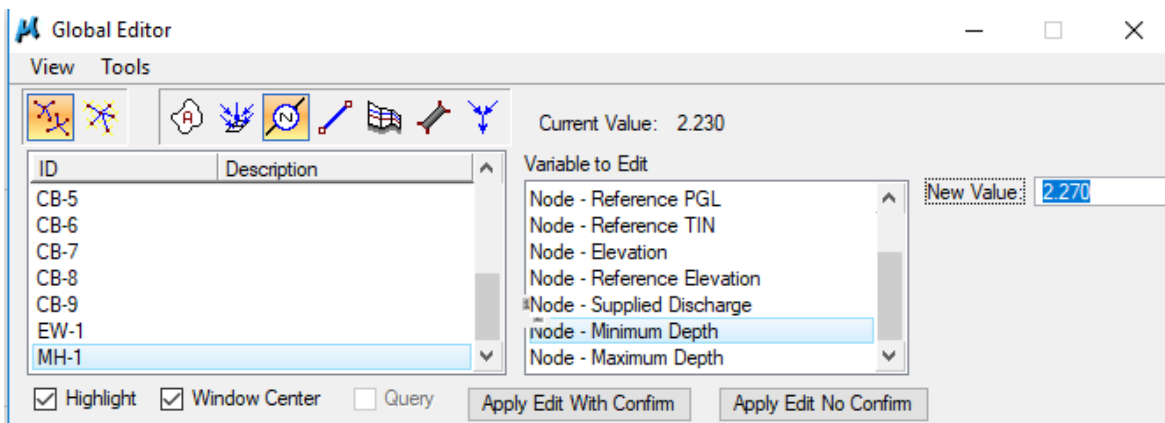 Global Editor
View Tools
Current Value: 2.230
ID Description
CB-5
CB-6
CB-7
CB-8
CB-9
EW-1
MH-1
Variable to Edit
Node - Reference PGL
Node - Reference TIN
Node - Elevation
Node - Reference Elevation
Node - Supplied Discharge
Node - Minimum Depth
Node - Maximum Depth
New Value: 2.270
Highlight Window Center Query Apply Edit With Confirm Apply Edit No Confirm